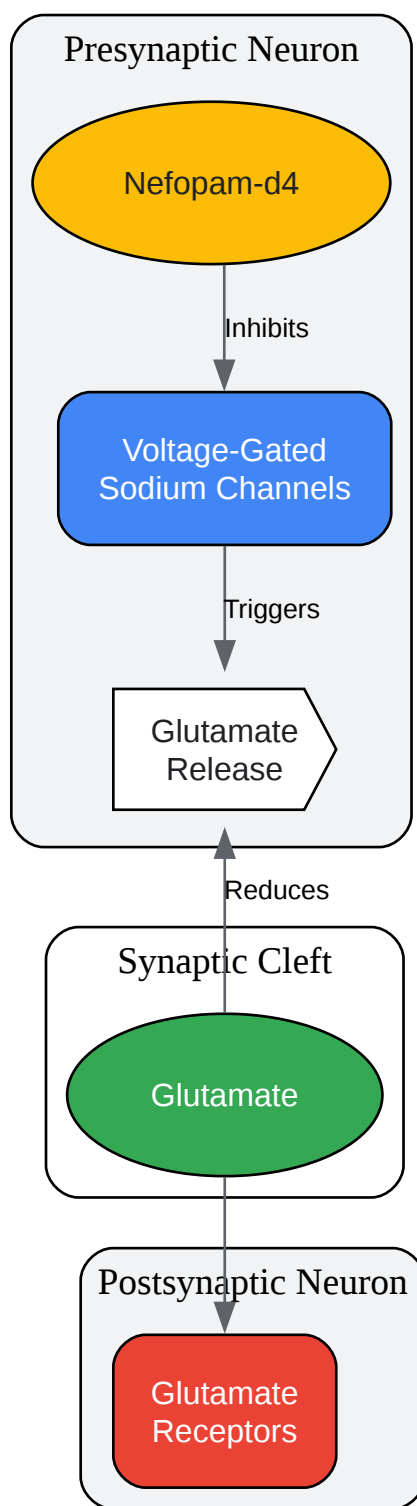 Presynaptic Neuron
Nefopam-d4
Inhibits
Voltage-Gated
Sodium Channels
Triggers
Glutamate
Release
Reduces
Synaptic Cleft
Glutamate
Postsynaptic Neuron
Glutamate
Receptors